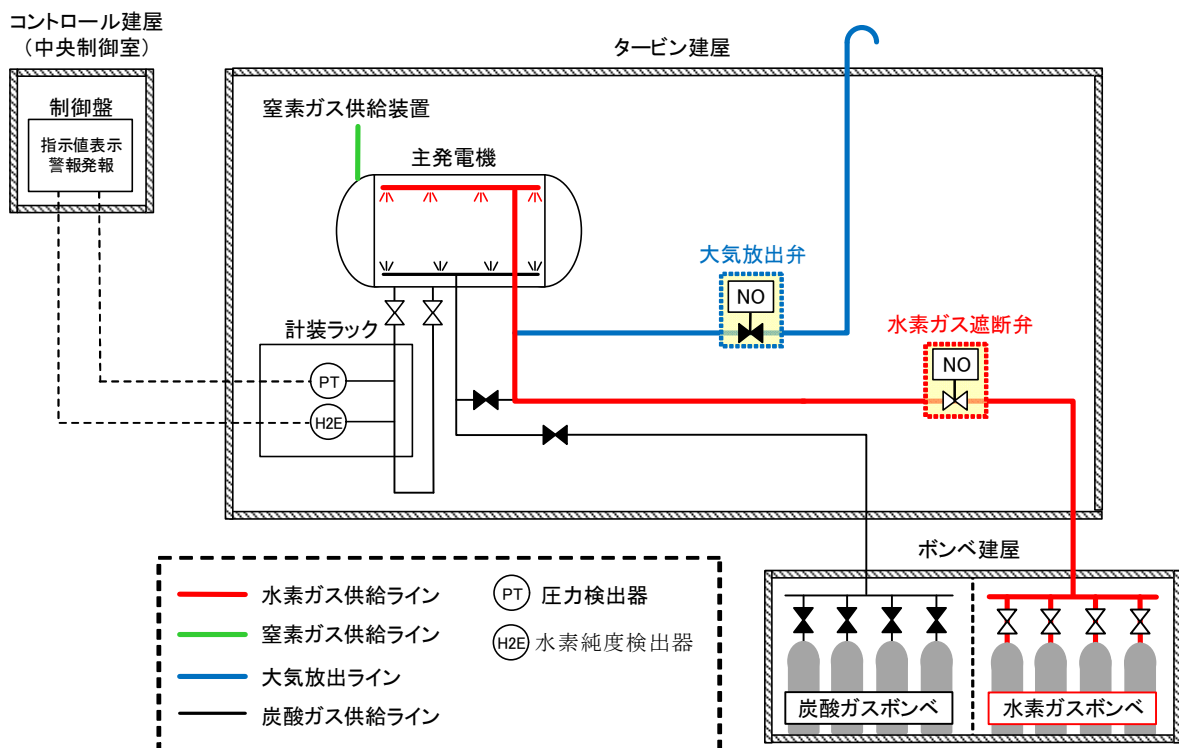 コントロール建屋
（中央制御室）
制御盤
指示値表示
警報発報
タービン建屋
窒素ガス供給装置
主発電機
大気放出弁
NO
水素ガス遮断弁
NO
計装ラック
PT
H2E
ボンベ建屋
炭酸ガスボンベ
水素ガスボンベ
水素ガス供給ライン
窒素ガス供給ライン
大気放出ライン
炭酸ガス供給ライン
PT 圧力検出器
H2E 水素純度検出器